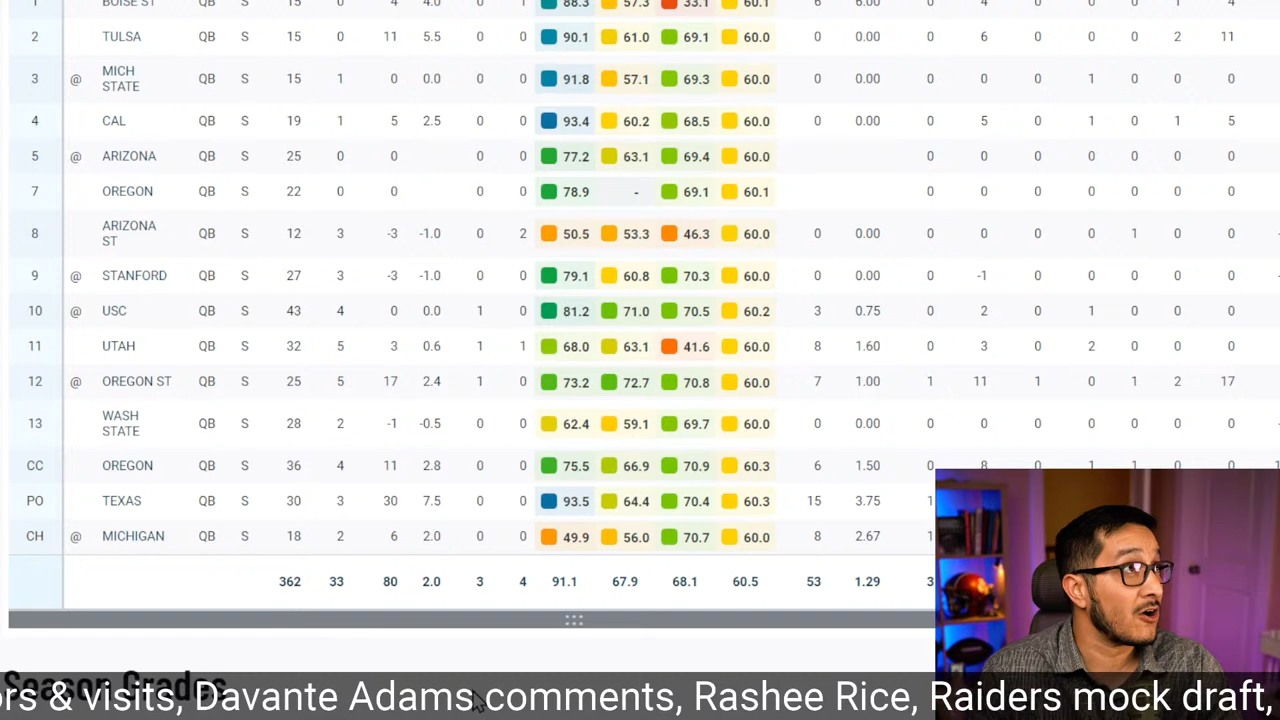 1 BOISE ST QB S 15 0 4 4.0 1 88.3 57.3 33.1 60.1 6 6.00 4 0 0 0 1 4
2 TULSA QB S 15 0 11 5.5 0 0 90.1 61.0 69.1 60.0 0 0.00 0 6 0 0 0 2 11
3 @ MICH STATE QB S 15 1 0 0.0 0 0 91.8 57.1 69.3 60.0 0 0.00 0 0 0 1 0 0 0
4 CAL QB S 19 1 5 2.5 0 0 93.4 60.2 68.5 60.0 0 0.00 0 5 0 1 0 1 5
5 @ ARIZONA QB S 25 0 0 0 0 77.2 63.1 69.4 60.0 0 0 0 0 0 0 0
7 OREGON QB S 22 0 0 0 0 78.9 - 69.1 60.1 0 0 0 0 0 0 0
8 ARIZONA ST QB S 12 3 -3 -1.0 0 2 50.5 53.3 46.3 60.0 0 0.00 0 0 0 0 1 0 0 -
9 @ STANFORD QB S 27 3 -3 -1.0 0 0 79.1 60.8 70.3 60.0 0 0.00 0 -1 0 0 0 0 0 -
10 @ USC QB S 43 4 0 0.0 1 0 81.2 71.0 70.5 60.2 3 0.75 0 2 0 1 0 0 0
11 UTAH QB S 32 5 3 0.6 1 1 68.0 63.1 41.6 60.0 8 1.60 0 3 0 2 0 0 0
12 @ OREGON ST QB S 25 5 17 2.4 1 0 73.2 72.7 70.8 60.0 7 1.00 1 11 1 0 1 2 17
13 WASH STATE QB S 28 2 -1 -0.5 0 0 62.4 59.1 69.7 60.0 0 0.00 0 0 0 0 0 0 0 -
CC OREGON QB S 36 4 11 2.8 0 0 75.5 66.9 70.9 60.3 6 1.50 0 8 0 1 1 0 0
PO TEXAS QB S 30 3 30 7.5 0 0 93.5 64.4 70.4 60.3 15 3.75 1
CH @ MICHIGAN QB S 18 2 6 2.0 0 0 49.9 56.0 70.7 60.0 8 2.67 1
362 33 80 2.0 3 4 91.1 67.9 68.1 60.5 53 1.29 3
Season Grades
ors & visits, Davante Adams comments, Rashee Rice, Raiders mock draft,